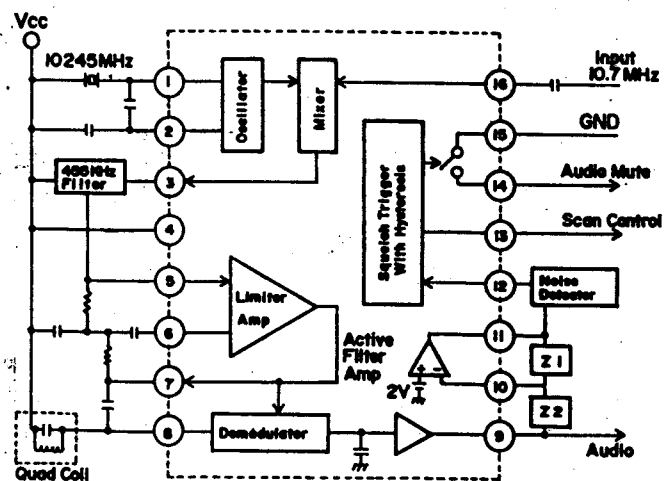 Vcc
10245MHz
1
2
Oscillator
Mixer
16
Input
10.7MHz
15
GND
14
Audio Mute
Squelch Trigger
With Hysteresis
13
Scan Control
12
Noise
Detector
455KHz
Filter
3
4
5
6
7
8
Limiter
Amp
Active
Filter
Amp
11
10
9
2V
Z1
Z2
Demodulator
Audio
Quad Coil